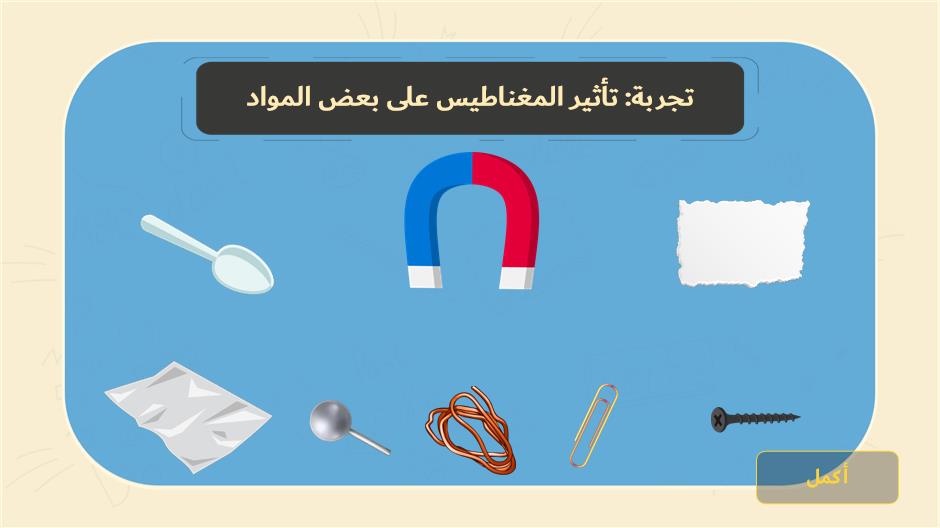 تجربة: تأثير المغناطيس على بعض المواد
أكمل